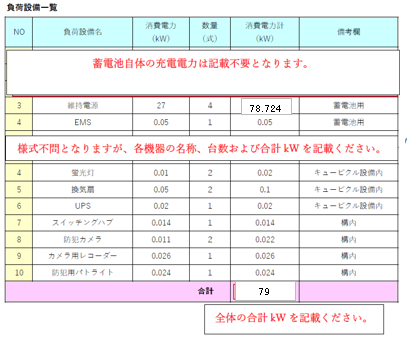 負荷設備一覧
NO 負荷設備名 消費電力（kW） 数量（式） 消費電力計（kW） 備考欄
蓄電池自体の充電電力は記載不要となります。
3 維持電源 27 4 78.724 蓄電池用
4 EMS 0.05 1 0.05 蓄電池用
様式不問となりますが、各機器の名称、台数および合計 kW を記載ください。
4 蛍光灯 0.01 2 0.02 キュービクル設備内
5 換気扇 0.05 2 0.1 キュービクル設備内
6 UPS 0.02 1 0.02 キュービクル設備内
7 スイッチングハブ 0.014 1 0.014 構内
8 防犯カメラ 0.011 2 0.022 構内
9 カメラ用レコーダー 0.026 1 0.026 構内
10 防犯用パトライト 0.024 1 0.024 構内
合計 79
全体の合計 kW を記載ください。